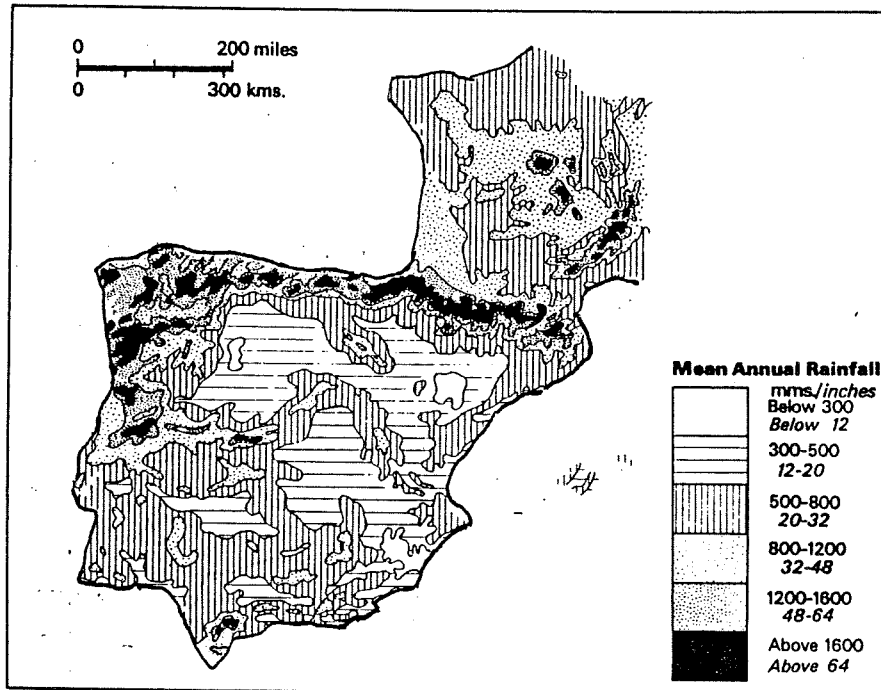 0 200 miles
0 300 kms.
Mean Annual Rainfall
mms./inches
Below 300
Below 12
300-500
12-20
500-800
20-32
800-1200
32-48
1200-1600
48-64
Above 1600
Above 64